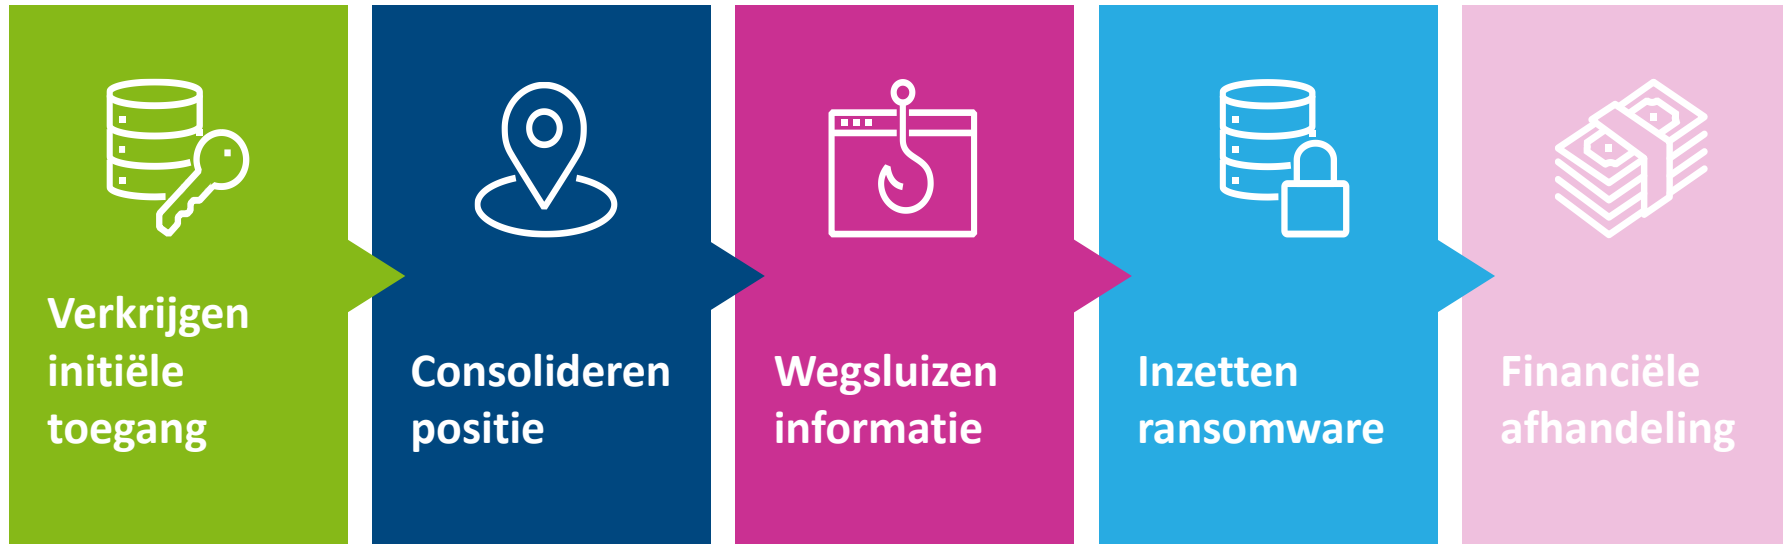 Verkrijgen
initiële
toegang
Consolideren
positie
Wegsluizen
informatie
Inzetten
ransomware
Financiële
afhandeling